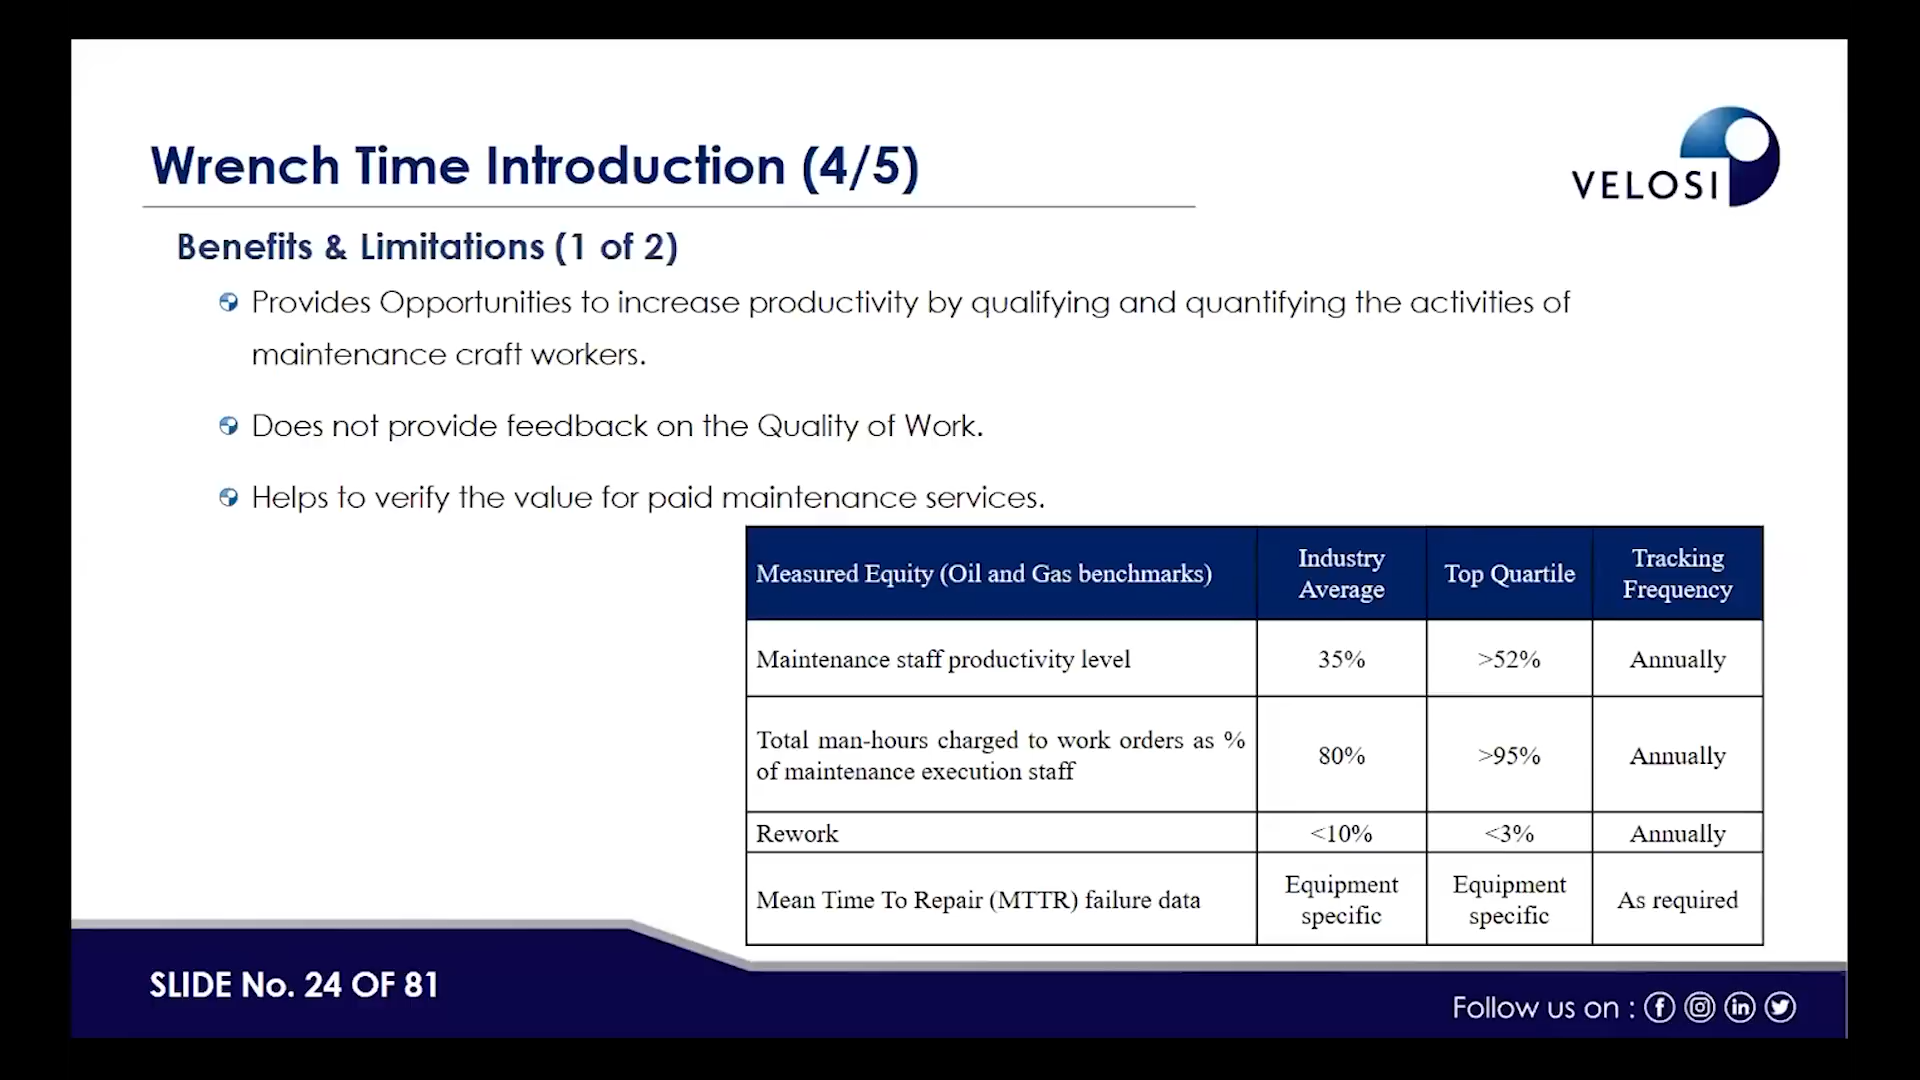 Wrench Time Introduction (4/5)
VELOSI
Benefits & Limitations (1 of 2)
Provides Opportunities to increase productivity by qualifying and quantifying the activities of
maintenance craft workers.
Does not provide feedback on the Quality of Work.
Helps to verify the value for paid maintenance services.
Measured Equity (Oil and Gas benchmarks)
Industry
Average
Top Quartile
Tracking
Frequency
Maintenance staff productivity level
35%
>52%
Annually
Total man-hours charged to work orders as %
of maintenance execution staff
80%
>95%
Annually
Rework
<10%
<3%
Annually
Mean Time To Repair (MTTR) failure data
Equipment
specific
Equipment
specific
As required
SLIDE No. 24 OF 81
Follow us on :